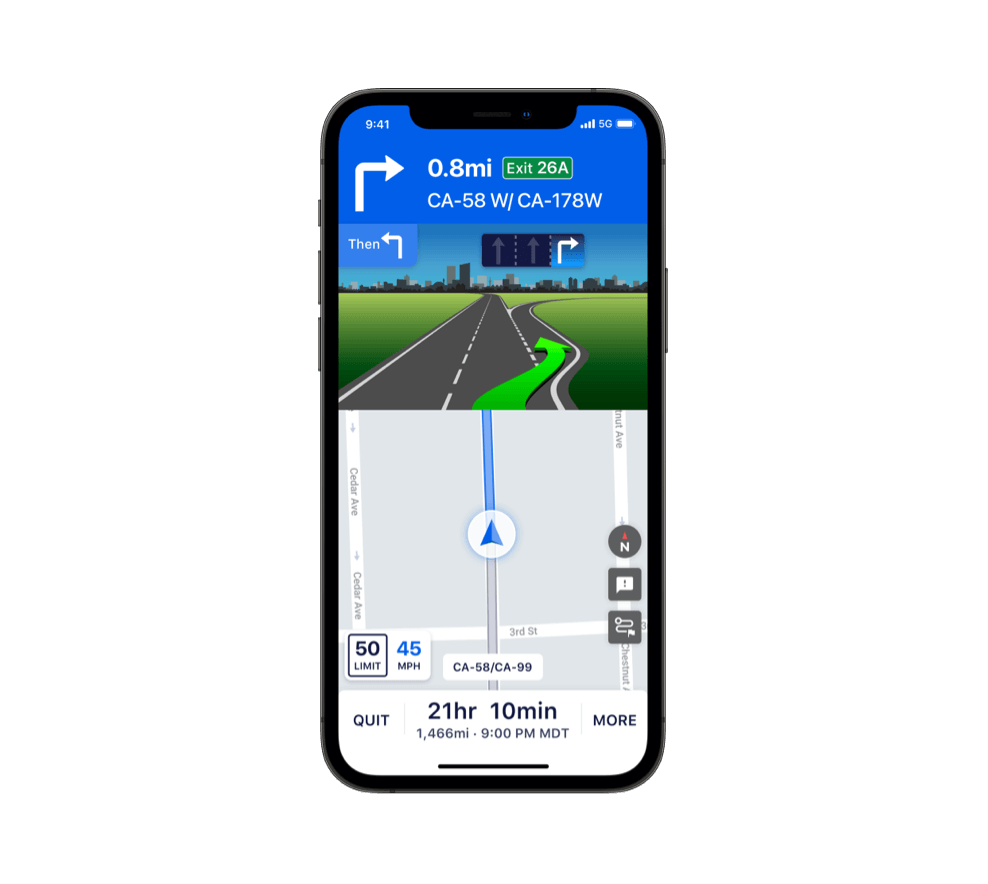 9:41
5G
0.8mi Exit 26A
CA-58 W/ CA-178W
Then
Cedar Ave
tnut Ave
Cedar Ave
N
3rd St
50 LIMIT
45 MPH
CA-58/CA-99
Chestnut A
QUIT
21hr 10min
1,466mi · 9:00 PM MDT
MORE